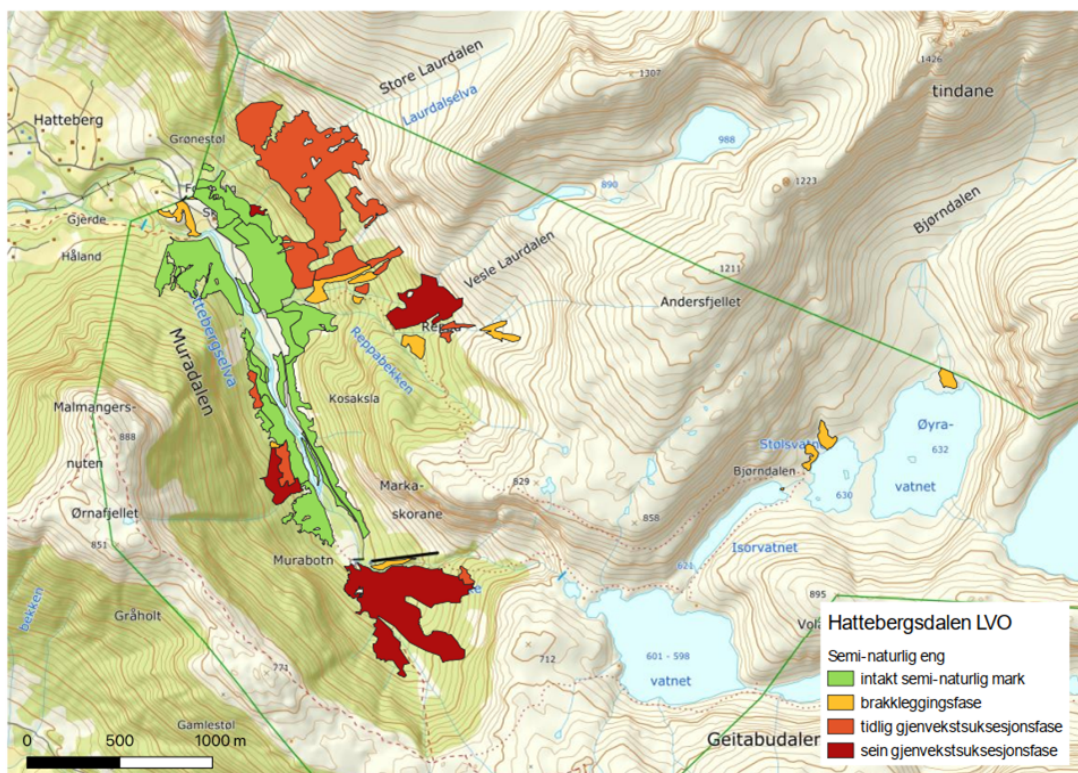 1426
tindane
1307
Store Laurdalen
Laurdalselva
Hatteberg
Grønestøl
988
890
1223
Bjørndalen
Gjerde
Håland
Vesle Laurdalen
1211
Andersfjellet
Muradalen
Reppabekken
Kosaksla
Malmangers-
nuten
888
Øyra-
vatnet
632
Bjørndalen
630
Marka-
skorane
829
858
Ørnafjellet
851
Isorvatnet
621
Murabotn
Gråholt
bekken
895
771
712
601 - 598
vatnet
Gamlestøl
Geitabudalen
0 500 1000 m
Hattebergsdalen LVO
Semi-naturlig eng
intakt semi-naturlig mark
brakkleggingsfase
tidlig gjenvekstsuksesjonsfase
sein gjenvekstsuksesjonsfase